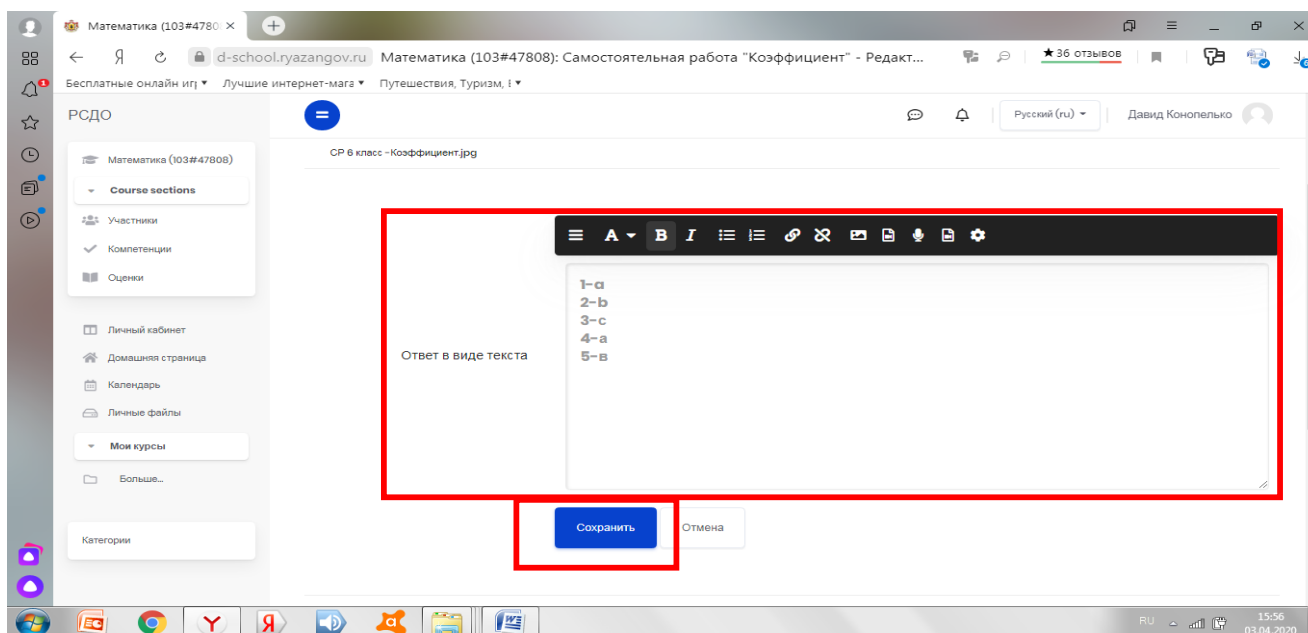 Математика (103#4780
d-school.ryazangov.ru Математика (103#47808): Самостоятельная работа "Коэффициент" - Редакт... ★36 отзывов
Бесплатные онлайн игр Лучшие интернет-мага Путешествия, Туризм,
РСДО Русский (ru) Давид Конопелько
СР 6 класс -Коэффициент.jpg
Математика (103#47808)
Course sections
Участники
Компетенции
Оценки
Личный кабинет
Домашняя страница
Календарь
Личные файлы
Мои курсы
Больше...
Категории
A B I
Ответ в виде текста
1-a
2-b
3-c
4-a
5-в
Сохранить Отмена
RU 15:56
03.04.2020